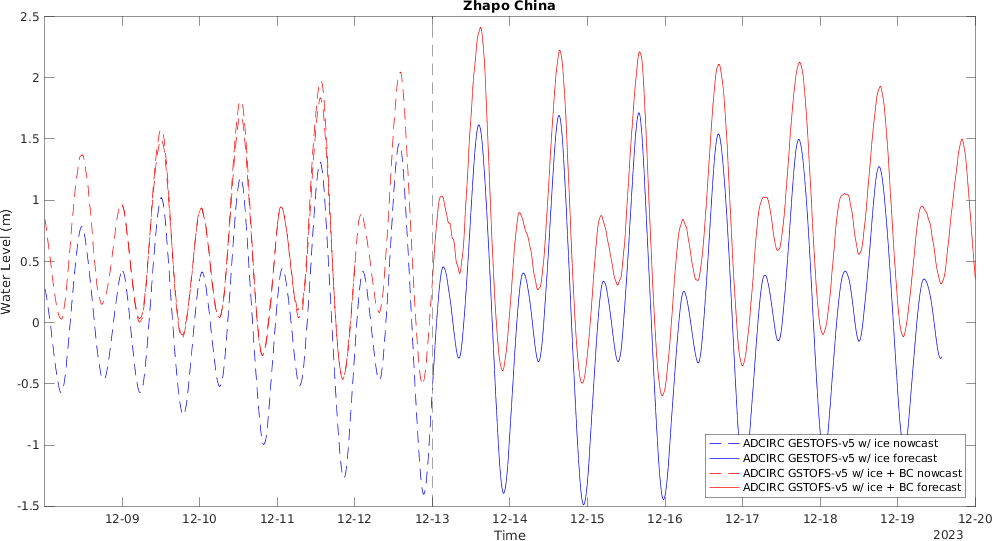 Zhapo China
Water Level (m)
2.5
2
1.5
1
0.5
0
-0.5
-1
-1.5
ADCIRC GESTOFS-v5 w/ ice nowcast
ADCIRC GESTOFS-v5 w/ ice forecast
ADCIRC GSTOFS-v5 w/ ice + BC nowcast
ADCIRC GSTOFS-v5 w/ ice + BC forecast
12-09 12-10 12-11 12-12 12-13 12-14 12-15 12-16 12-17 12-18 12-19 12-20
Time
2023